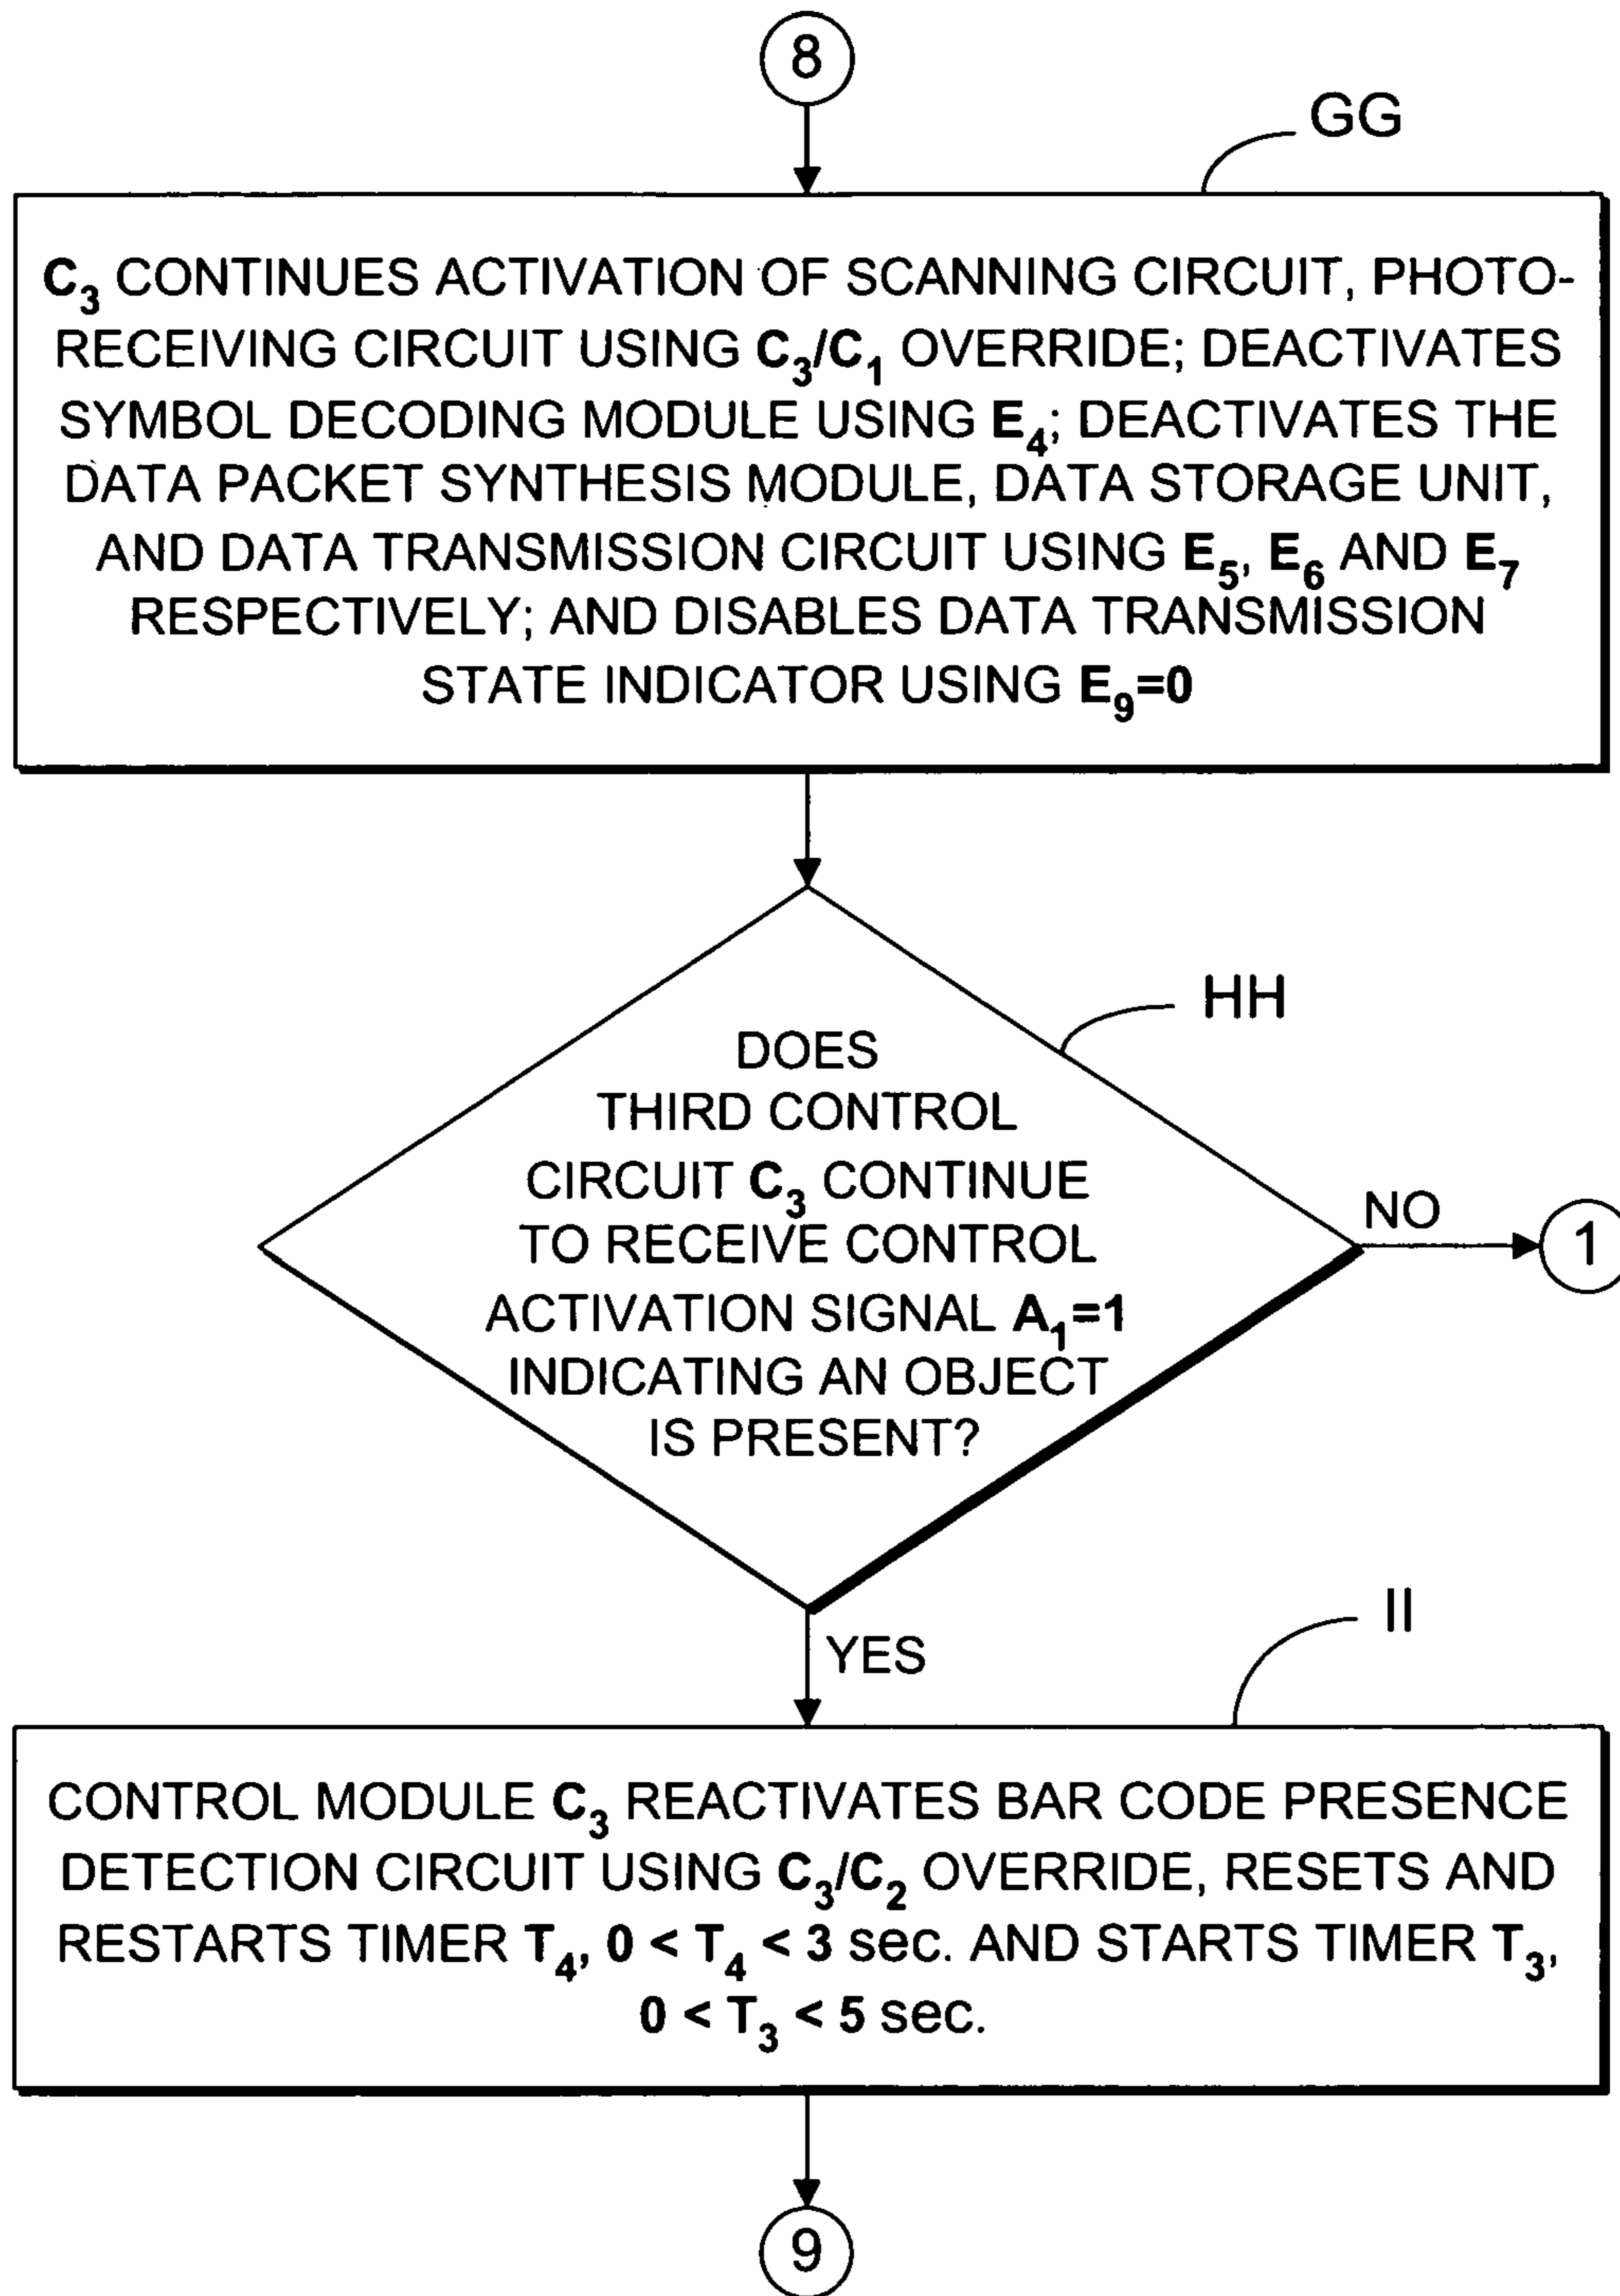 8
GG
C3 CONTINUES ACTIVATION OF SCANNING CIRCUIT, PHOTO-
RECEIVING CIRCUIT USING C3/C1 OVERRIDE; DEACTIVATES
SYMBOL DECODING MODULE USING E4; DEACTIVATES THE
DATA PACKET SYNTHESIS MODULE, DATA STORAGE UNIT,
AND DATA TRANSMISSION CIRCUIT USING E5, E6 AND E7
RESPECTIVELY; AND DISABLES DATA TRANSMISSION
STATE INDICATOR USING E9=0
HH
DOES
THIRD CONTROL
CIRCUIT C3 CONTINUE
TO RECEIVE CONTROL
ACTIVATION SIGNAL A1=1
INDICATING AN OBJECT
IS PRESENT?
NO
1
YES
II
CONTROL MODULE C3 REACTIVATES BAR CODE PRESENCE
DETECTION CIRCUIT USING C3/C2 OVERRIDE, RESETS AND
RESTARTS TIMER T4, 0 < T4 < 3 sec. AND STARTS TIMER T3,
0 < T3 < 5 sec.
9